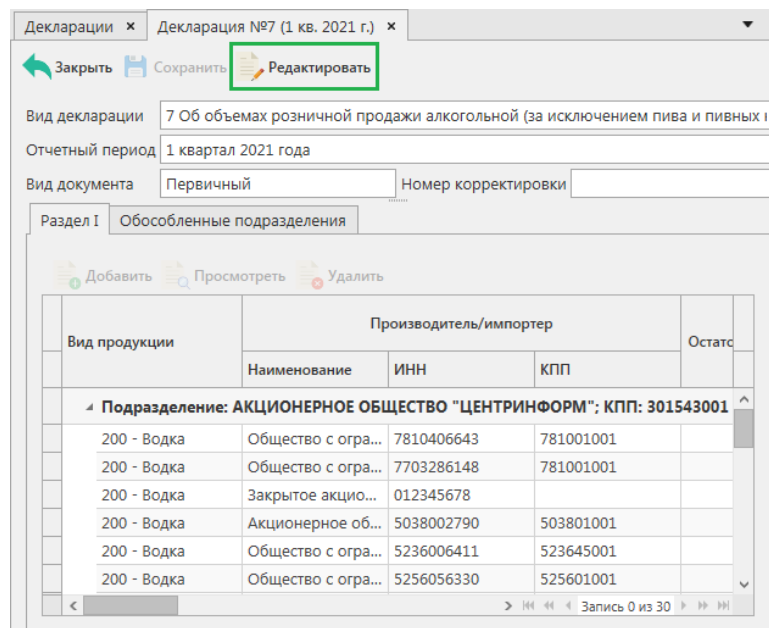 Декларации × Декларация №7 (1 кв. 2021 г.) ×
Закрыть Сохранить Редактировать
Вид декларации 7 Об объемах розничной продажи алкогольной (за исключением пива и пивных
Отчетный период 1 квартал 2021 года
Вид документа Первичный Номер корректировки
Раздел I Обособленные подразделения
Добавить Просмотреть Удалить
Вид продукции Производитель/импортер Остатс
Наименование ИНН КПП
Подразделение: АКЦИОНЕРНОЕ ОБЩЕСТВО "ЦЕНТРИНФОРМ"; КПП: 301543001
200 - Водка Общество с огра... 7810406643 781001001
200 - Водка Общество с огра... 7703286148 781001001
200 - Водка Закрытое акцио... 012345678
200 - Водка Акционерное об... 5038002790 503801001
200 - Водка Общество с огра... 5236006411 523645001
200 - Водка Общество с огра... 5256056330 525601001
Запись 0 из 30